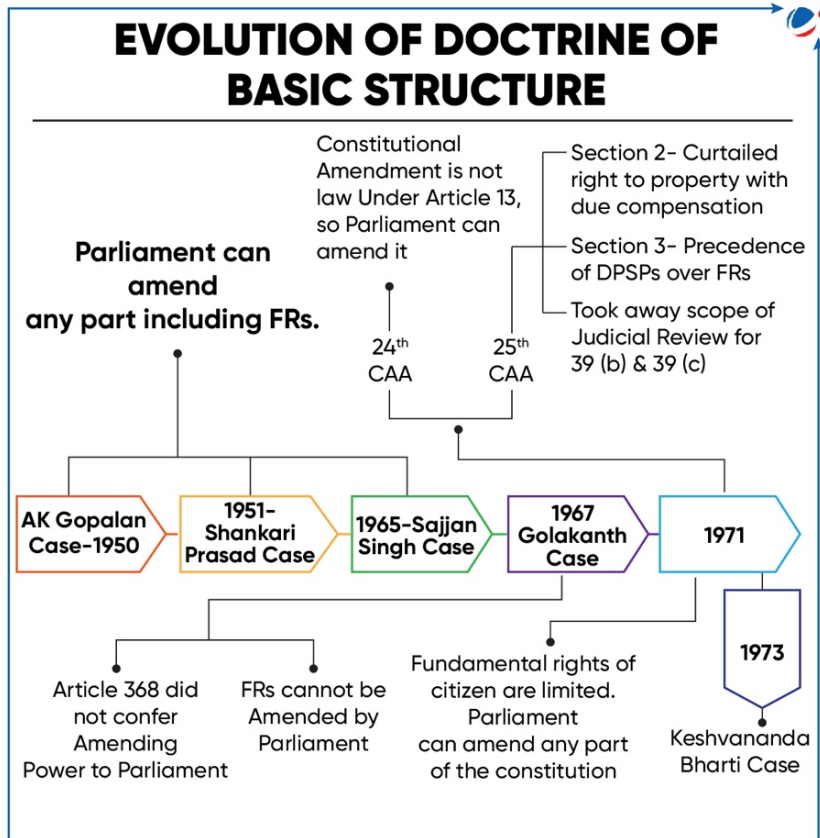 EVOLUTION OF DOCTRINE OF
BASIC STRUCTURE
Constitutional
Amendment is not
law Under Article 13,
so Parliament can
amend it
Section 2- Curtailed
right to property with
due compensation
Section 3- Precedence
of DPSPs over FRs
Took away scope of
Judicial Review for
39 (b) & 39 (c)
Parliament can
amend
any part including FRs.
24th
CAA
25th
CAA
AK Gopalan
Case-1950
1951-
Shankari
Prasad Case
1965-Sajjan
Singh Case
1967
Golakanth
Case
1971
1973
Article 368 did
not confer
Amending
Power to Parliament
FRs cannot be
Amended by
Parliament
Fundamental rights of
citizen are limited.
Parliament
can amend any part
of the constitution
Keshvananda
Bharti Case